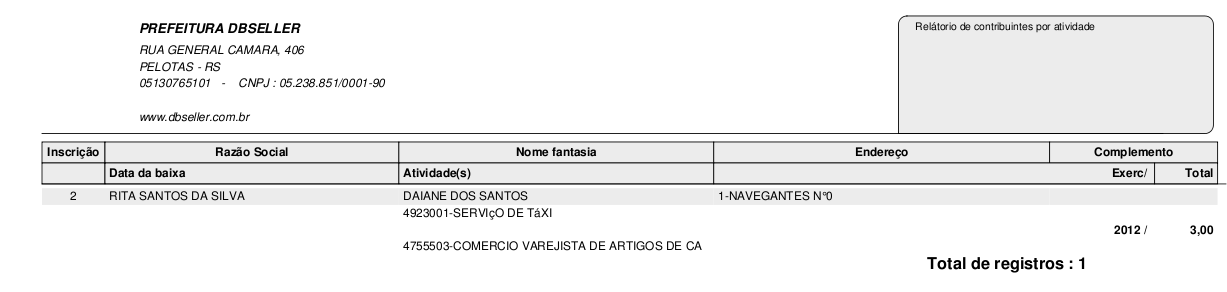 PREFEITURA DBSELLER
RUA GENERAL CAMARA, 406
PELOTAS - RS
05130765101 - CNPJ : 05.238.851/0001-90
www.dbseller.com.br
Relátorio de contribuintes por atividade
Inscrição Razão Social Nome fantasia Endereço Complemento
Data da baixa Atividade(s) Exerc/ Total
2 RITA SANTOS DA SILVA DAIANE DOS SANTOS 1-NAVEGANTES Nº0
4923001-SERVIçO DE TáXI
2012 / 3,00
4755503-COMERCIO VAREJISTA DE ARTIGOS DE CA
Total de registros : 1